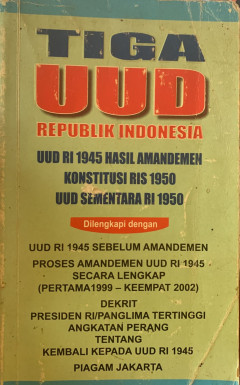 TIGA
UUD
REPUBLIK INDONESIA
UUD RI 1945 HASIL AMANDEMEN
KONSTITUSI RIS 1950
UUD SEMENTARA RI 1950
Dilengkapi dengan
UUD RI 1945 SEBELUM AMANDEMEN
PROSES AMANDEMEN UUD RI 1945
SECARA LENGKAP
(PERTAMA1999 – KEEMPAT 2002)
DEKRIT
PRESIDEN RI/PANGLIMA TERTINGGI
ANGKATAN PERANG
TENTANG
KEMBALI KEPADA UUD RI 1945
PIAGAM JAKARTA